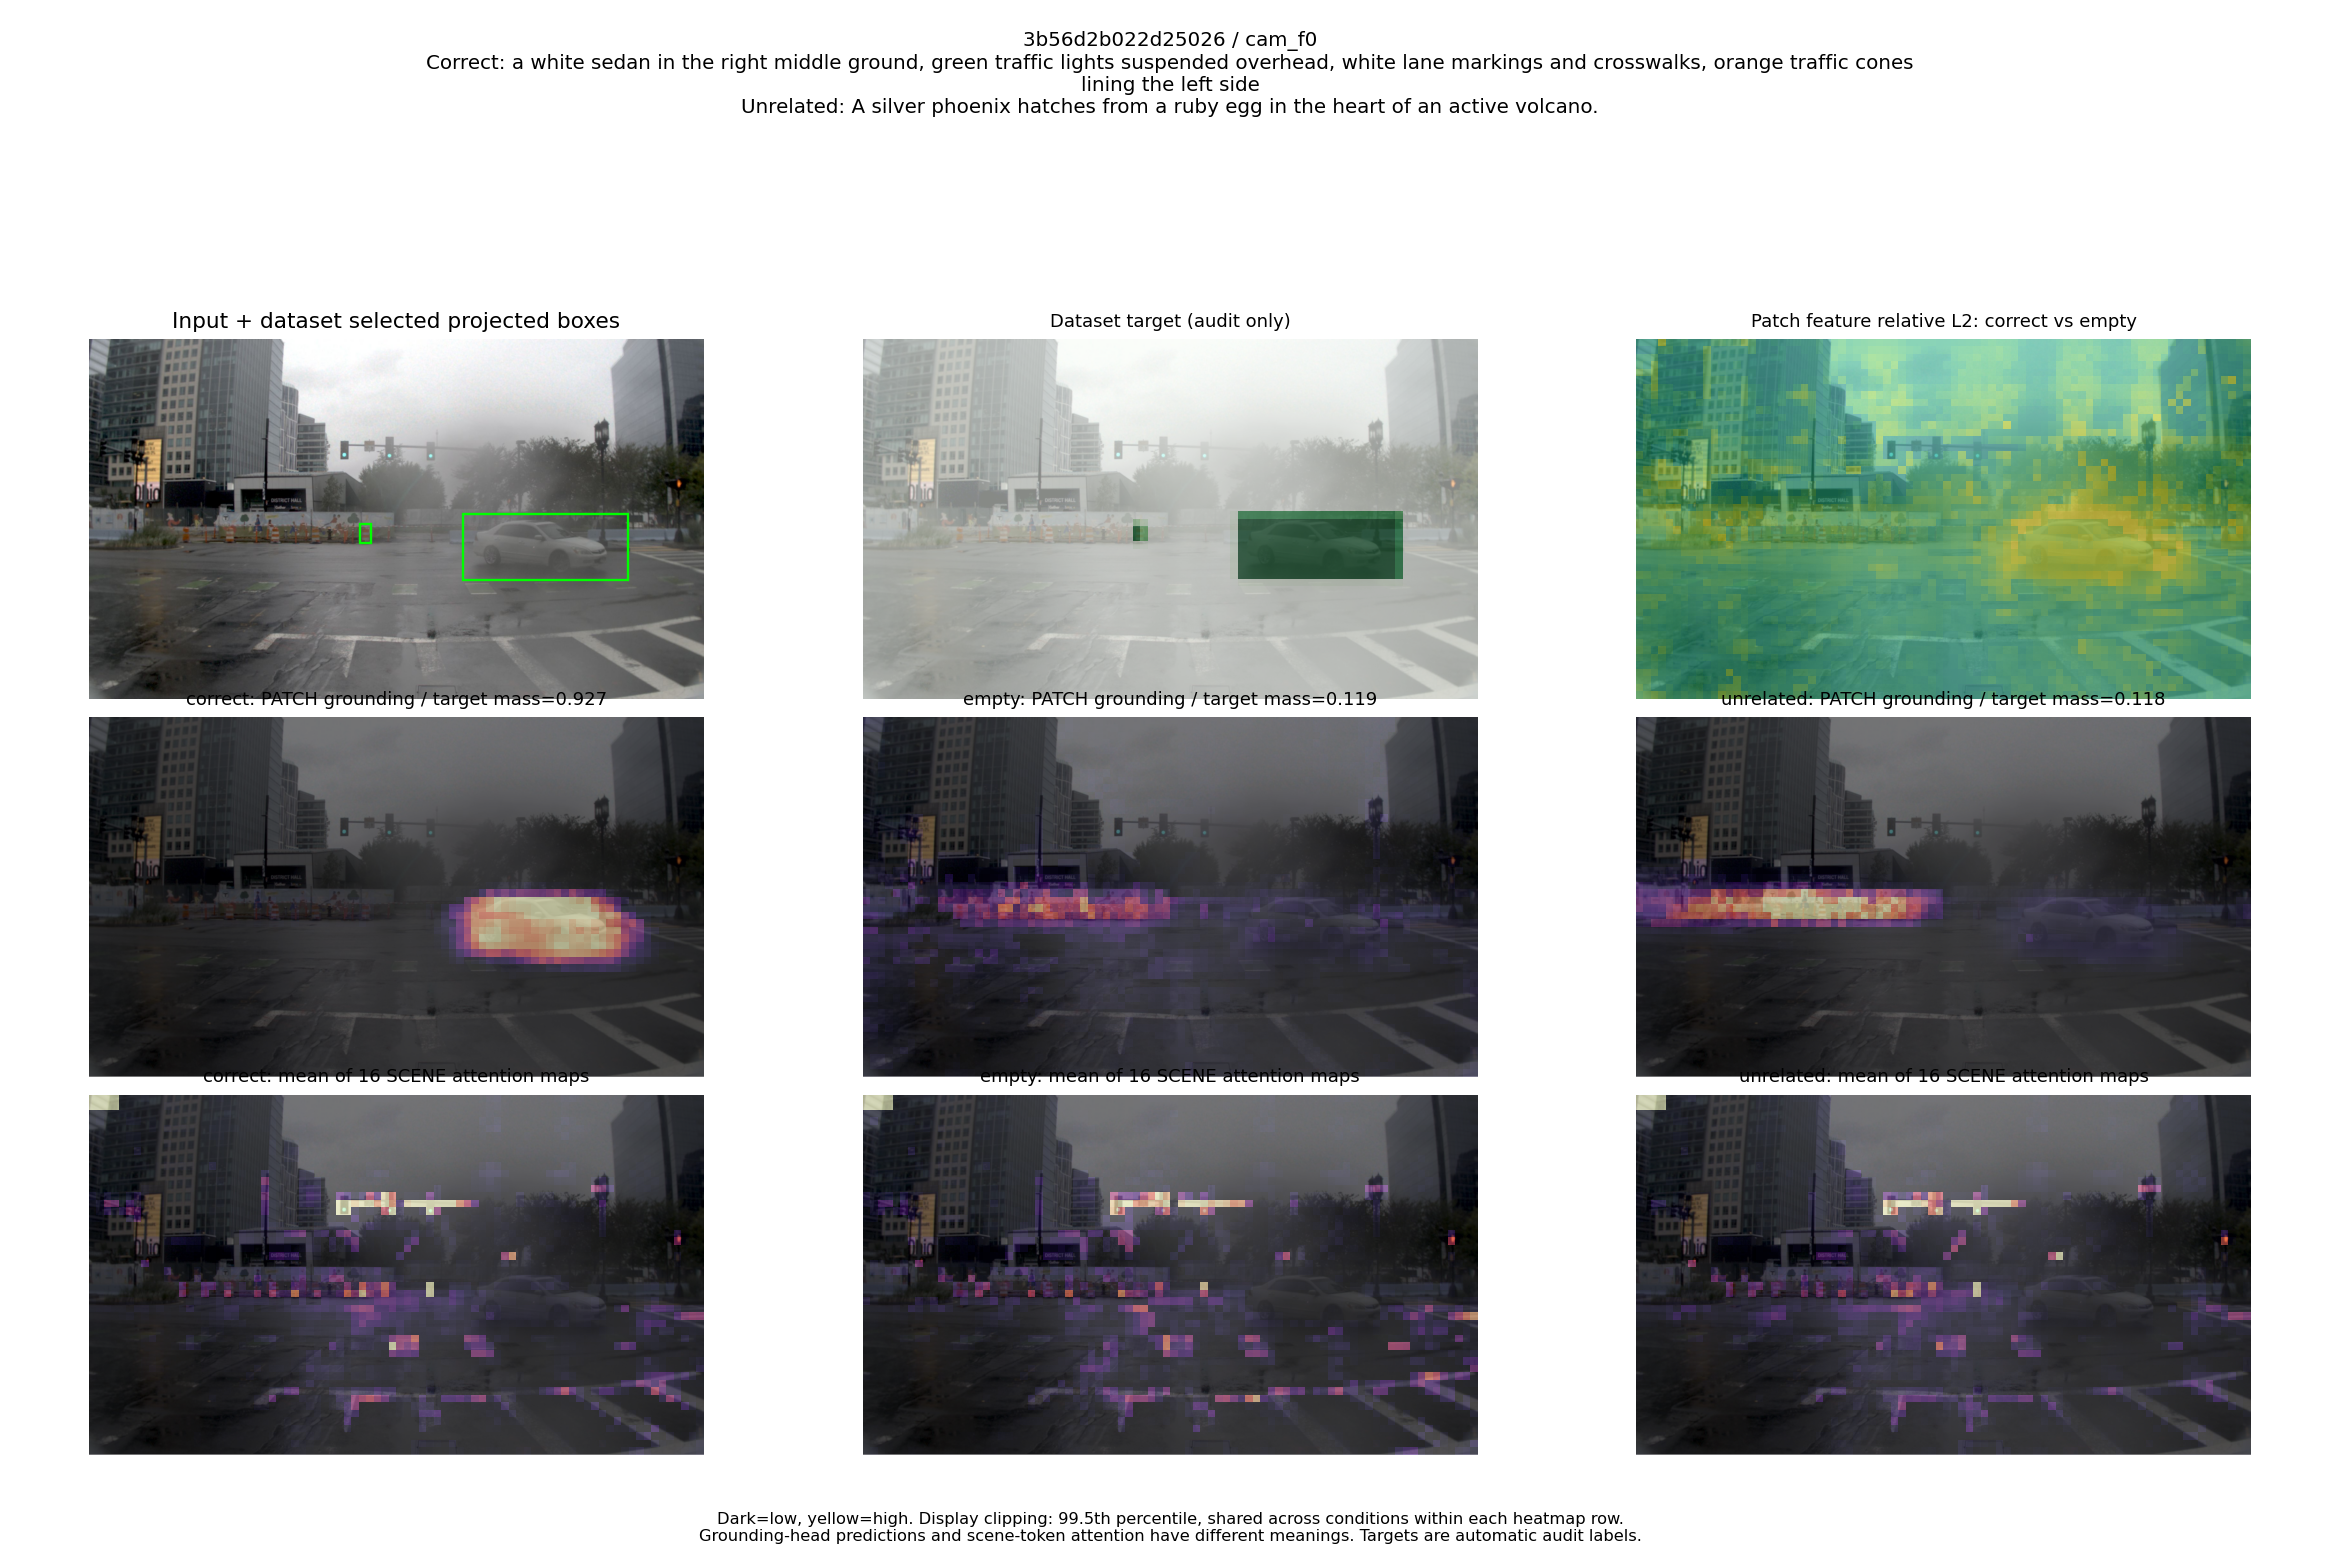 3b56d2b022d25026 / cam_f0
Correct: a white sedan in the right middle ground, green traffic lights suspended overhead, white lane markings and crosswalks, orange traffic cones
lining the left side
Unrelated: A silver phoenix hatches from a ruby egg in the heart of an active volcano.
Input + dataset selected projected boxes
Dataset target (audit only)
Patch feature relative L2: correct vs empty
correct: PATCH grounding / target mass=0.927
empty: PATCH grounding / target mass=0.119
unrelated: PATCH grounding / target mass=0.118
correct: mean of 16 SCENE attention maps
empty: mean of 16 SCENE attention maps
unrelated: mean of 16 SCENE attention maps
Dark=low, yellow=high. Display clipping: 99.5th percentile, shared across conditions within each heatmap row.
Grounding-head predictions and scene-token attention have different meanings. Targets are automatic audit labels.